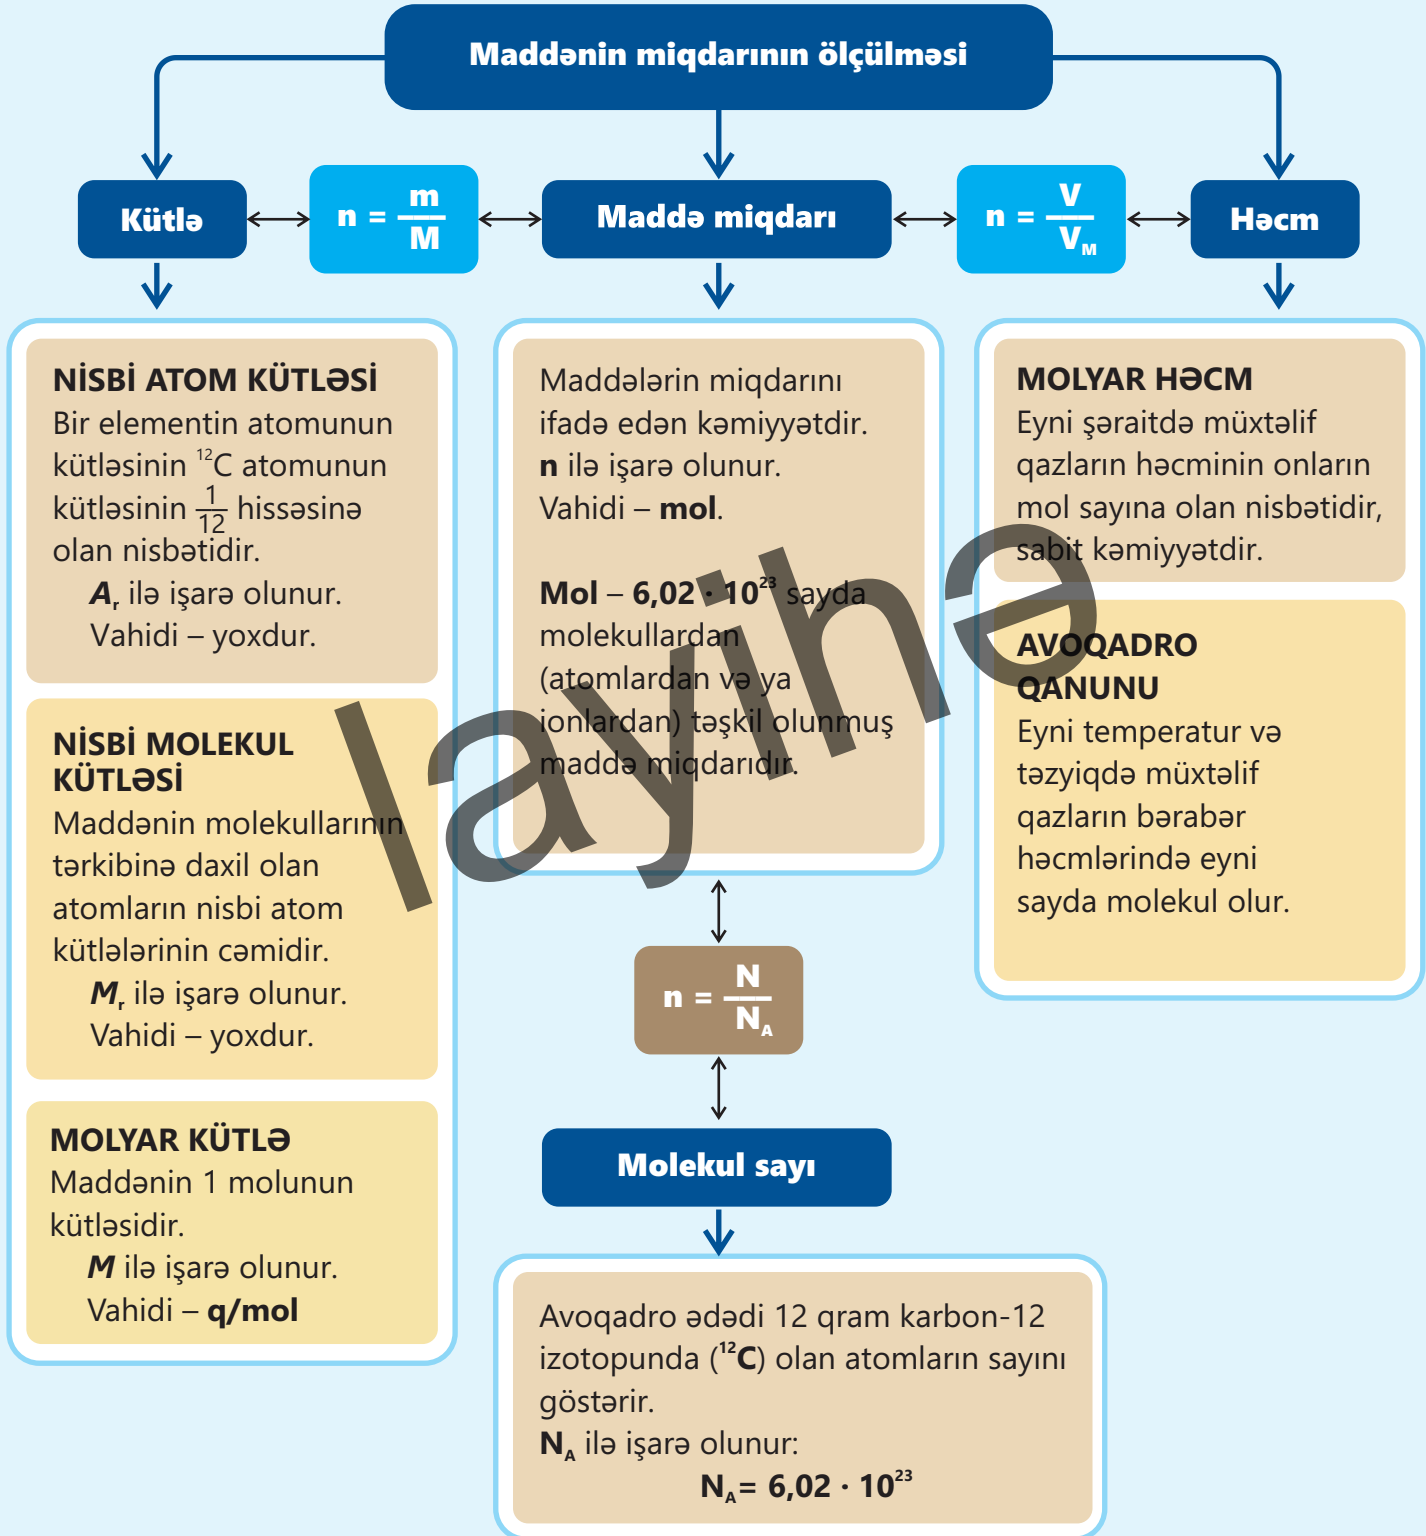 Maddənin miqdarının ölçülməsi
Kütlə
n = m/M
Maddə miqdarı
n = V/V_M
Həcm
NİSBİ ATOM KÜTLƏSİ
Bir elementin atomunun
kütləsinin ¹²C atomunun
kütləsinin 1/12 hissəsinə
olan nisbətidir.
A_r ilə işarə olunur.
Vahidi – yoxdur.
NİSBİ MOLEKUL
KÜTLƏSİ
Maddənin molekullarının
tərkibinə daxil olan
atomların nisbi atom
kütlələrinin cəmidir.
M_r ilə işarə olunur.
Vahidi – yoxdur.
MOLYAR KÜTLƏ
Maddənin 1 molunun
kütləsidir.
M ilə işarə olunur.
Vahidi – q/mol
Maddələrin miqdarını
ifadə edən kəmiyyətdir.
n ilə işarə olunur.
Vahidi – mol.
Mol – 6,02 · 10²³ sayda
molekullardan
(atomlardan və ya
ionlardan) təşkil olunmuş
maddə miqdarıdır.
n = N/N_A
Molekul sayı
Avoqadro ədədi 12 qram karbon-12
izotopunda (¹²C) olan atomların sayını
göstərir.
N_A ilə işarə olunur:
N_A = 6,02 · 10²³
MOLYAR HƏCM
Eyni şəraitdə müxtəlif
qazların həcminin onların
mol sayına olan nisbətidir,
sabit kəmiyyətdir.
AVOQADRO
QANUNU
Eyni temperatur və
təzyiqdə müxtəlif
qazların bərabər
həcmlərində eyni
sayda molekul olur.
layihə